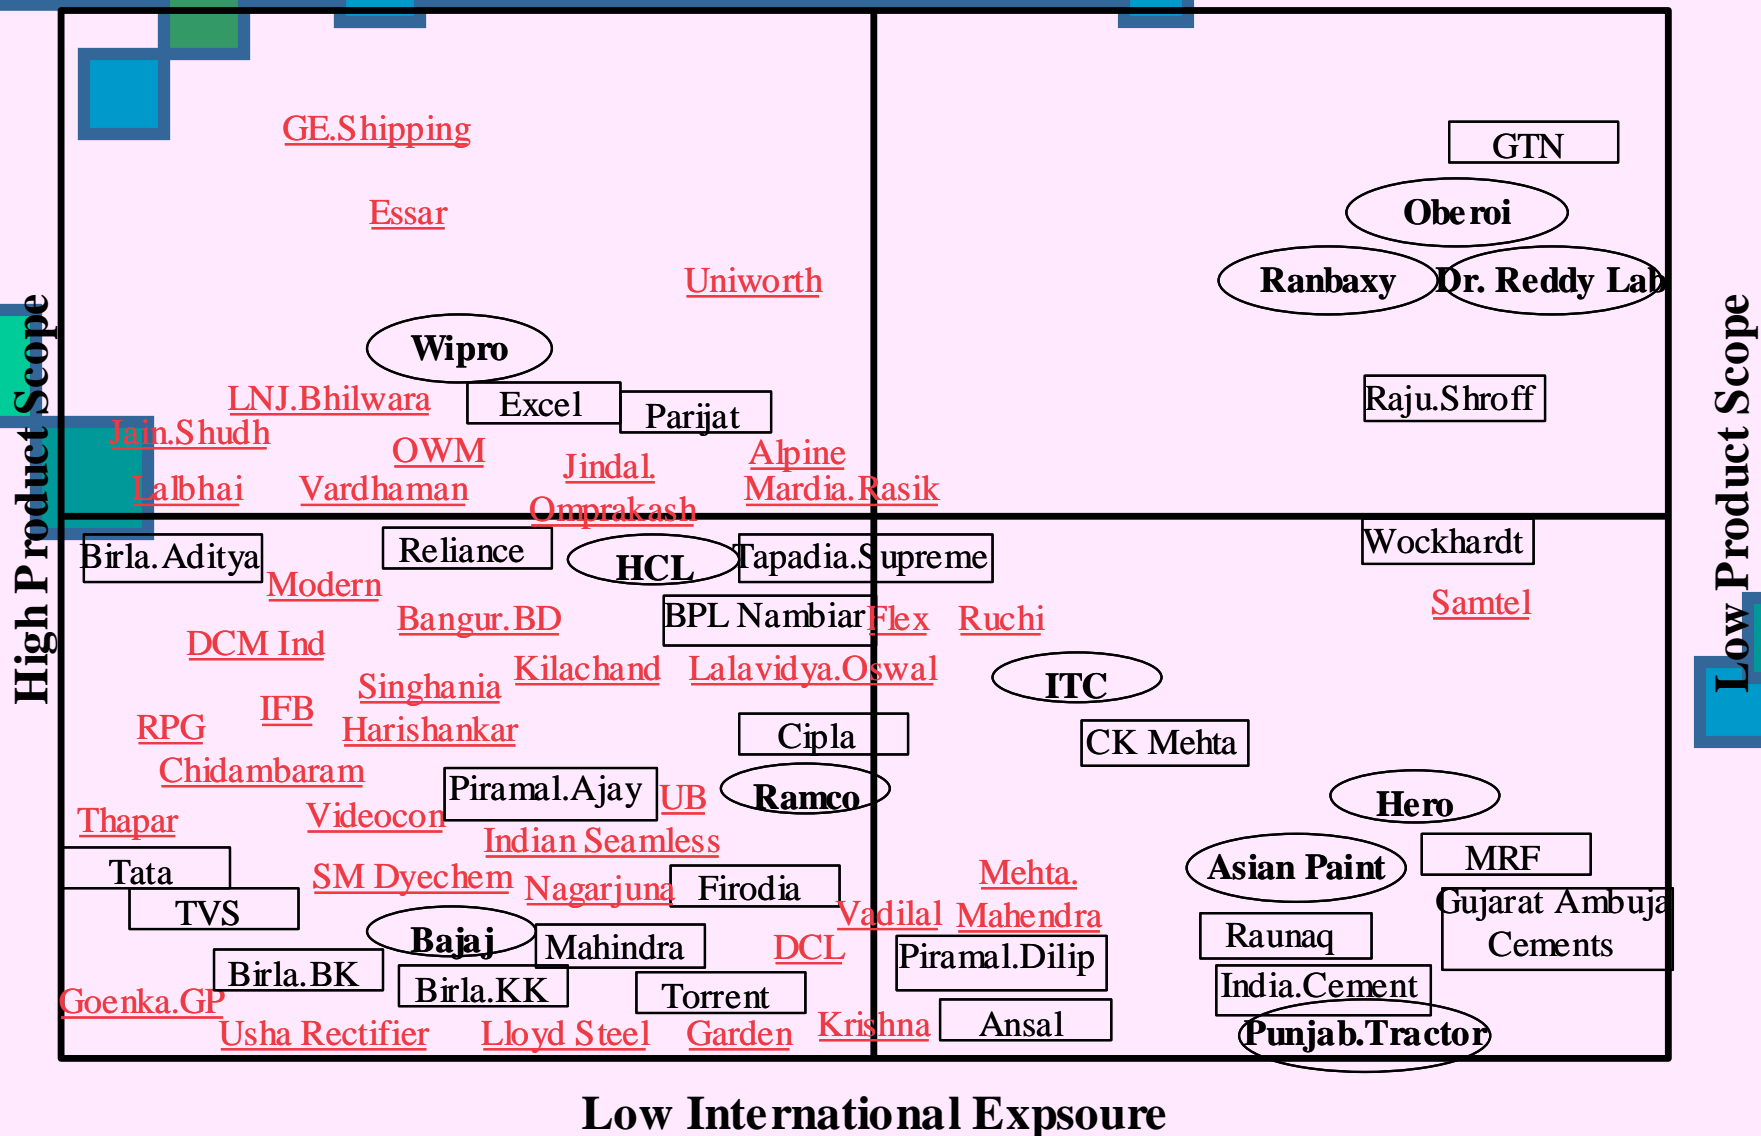 GE.Shipping
GTN
Essar
Oberoi
Uniworth
Ranbaxy
Dr. Reddy Lab
Wipro
LNJ.Bhilwara
Excel
Parijat
Raju.Shroff
Jain.Shudh
OWM
Jindal.
Omprakash
Alpine
Lalbhai
Vardhaman
Mardia.Rasik
High Product Scope
Low Product Scope
Birla.Aditya
Reliance
HCL
Tapadia.Supreme
Wockhardt
Modern
Bangur.BD
BPL Nambiar
Flex
Ruchi
Samtel
DCM Ind
Kilachand
Lalavidya.Oswal
Singhania
ITC
IFB
RPG
Harishankar
Cipla
CK Mehta
Chidambaram
Piramal.Ajay
UB
Ramco
Hero
Thapar
Videocon
Indian Seamless
Tata
SM Dyechem
Nagarjuna
Firodia
Mehta.
Mahendra
Asian Paint
MRF
TVS
Vadilal
Gujarat Ambuja
Cements
Bajaj
Mahindra
DCL
Raunaq
Birla.BK
Birla.KK
Piramal.Dilip
India.Cement
Goenka.GP
Torrent
Usha Rectifier
Lloyd Steel
Garden
Krishna
Ansal
Punjab.Tractor
Low International Expsoure